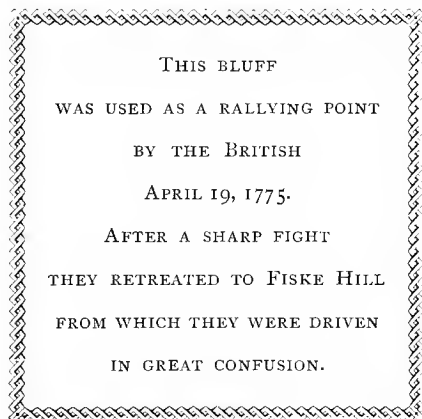 This bluff
was used as a rallying point
by the British
April 19, 1775.
After a sharp fight
they retreated to Fiske Hill
from which they were driven
in great confusion.